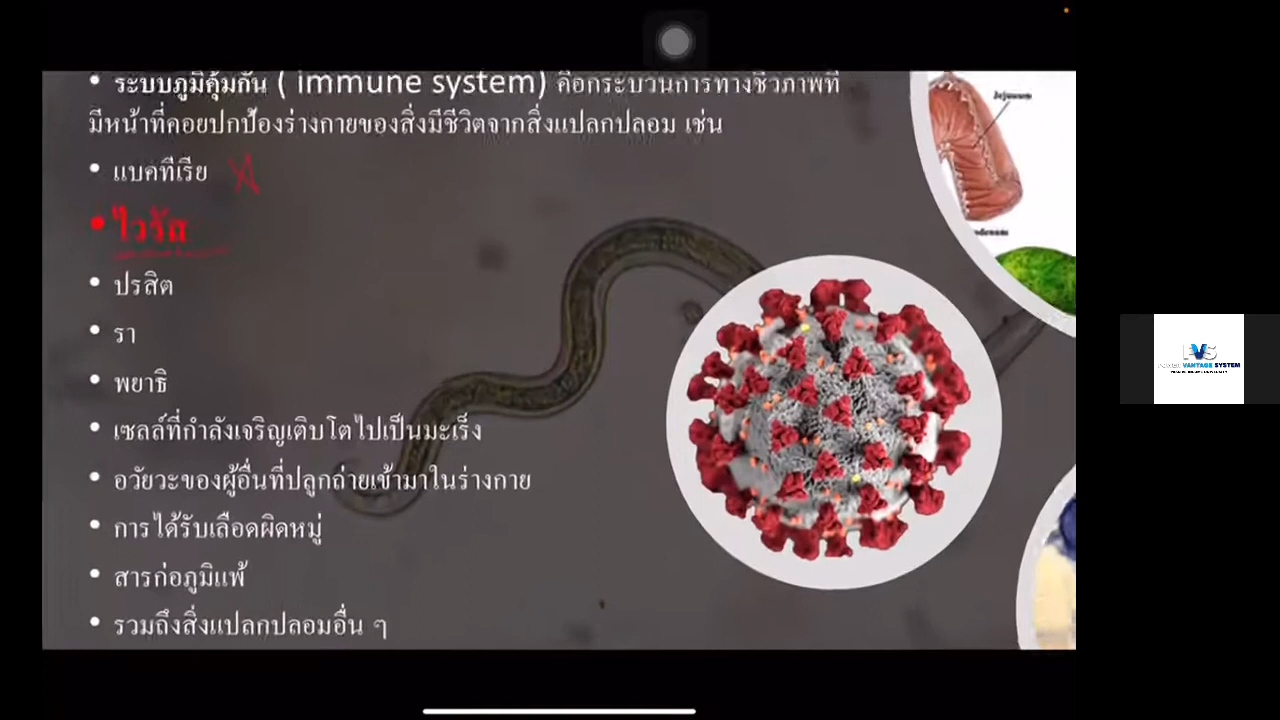 • ระบบภูมิคุ้มกัน ( immune system) คือกระบวนการทางชีวภาพที่
มีหน้าที่คอยปกป้องร่างกายของสิ่งมีชีวิตจากสิ่งแปลกปลอม เช่น
• แบคทีเรีย
• ไวรัส
• ปรสิต
• รา
• พยาธิ
• เซลล์ที่กำลังเจริญเติบโตไปเป็นมะเร็ง
• อวัยวะของผู้อื่นที่ปลูกถ่ายเข้ามาในร่างกาย
• การได้รับเลือดผิดหมู่
• สารก่อภูมิแพ้
• รวมถึงสิ่งแปลกปลอมอื่น ๆ
Jejunum
PVS
POWER VANTAGE SYSTEM